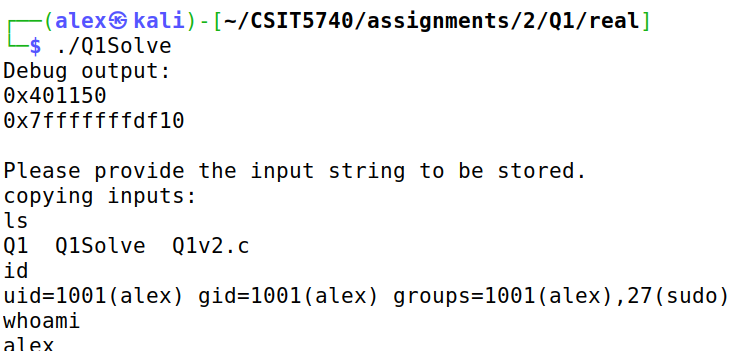 ┌──(alex㉿kali)-[~/CSIT5740/assignments/2/Q1/real]
└─$ ./Q1Solve
Debug output:
0x401150
0x7fffffffdf10

Please provide the input string to be stored.
copying inputs:
ls
Q1  Q1Solve  Q1v2.c
id
uid=1001(alex) gid=1001(alex) groups=1001(alex),27(sudo)
whoami
alex